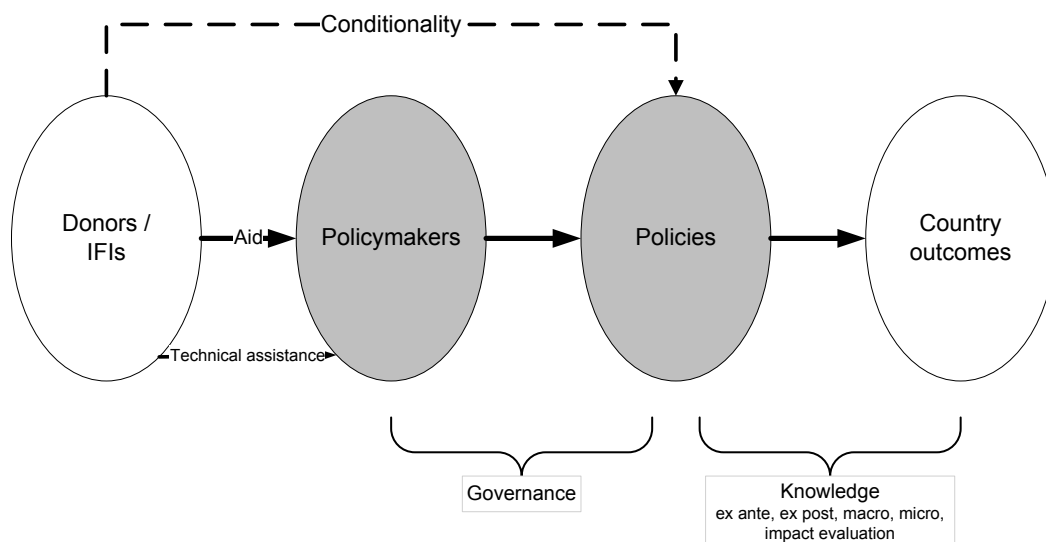 Conditionality
Donors /
IFIs
Aid
Policymakers
Policies
Country
outcomes
Technical assistance
Governance
Knowledge
ex ante, ex post, macro, micro,
impact evaluation